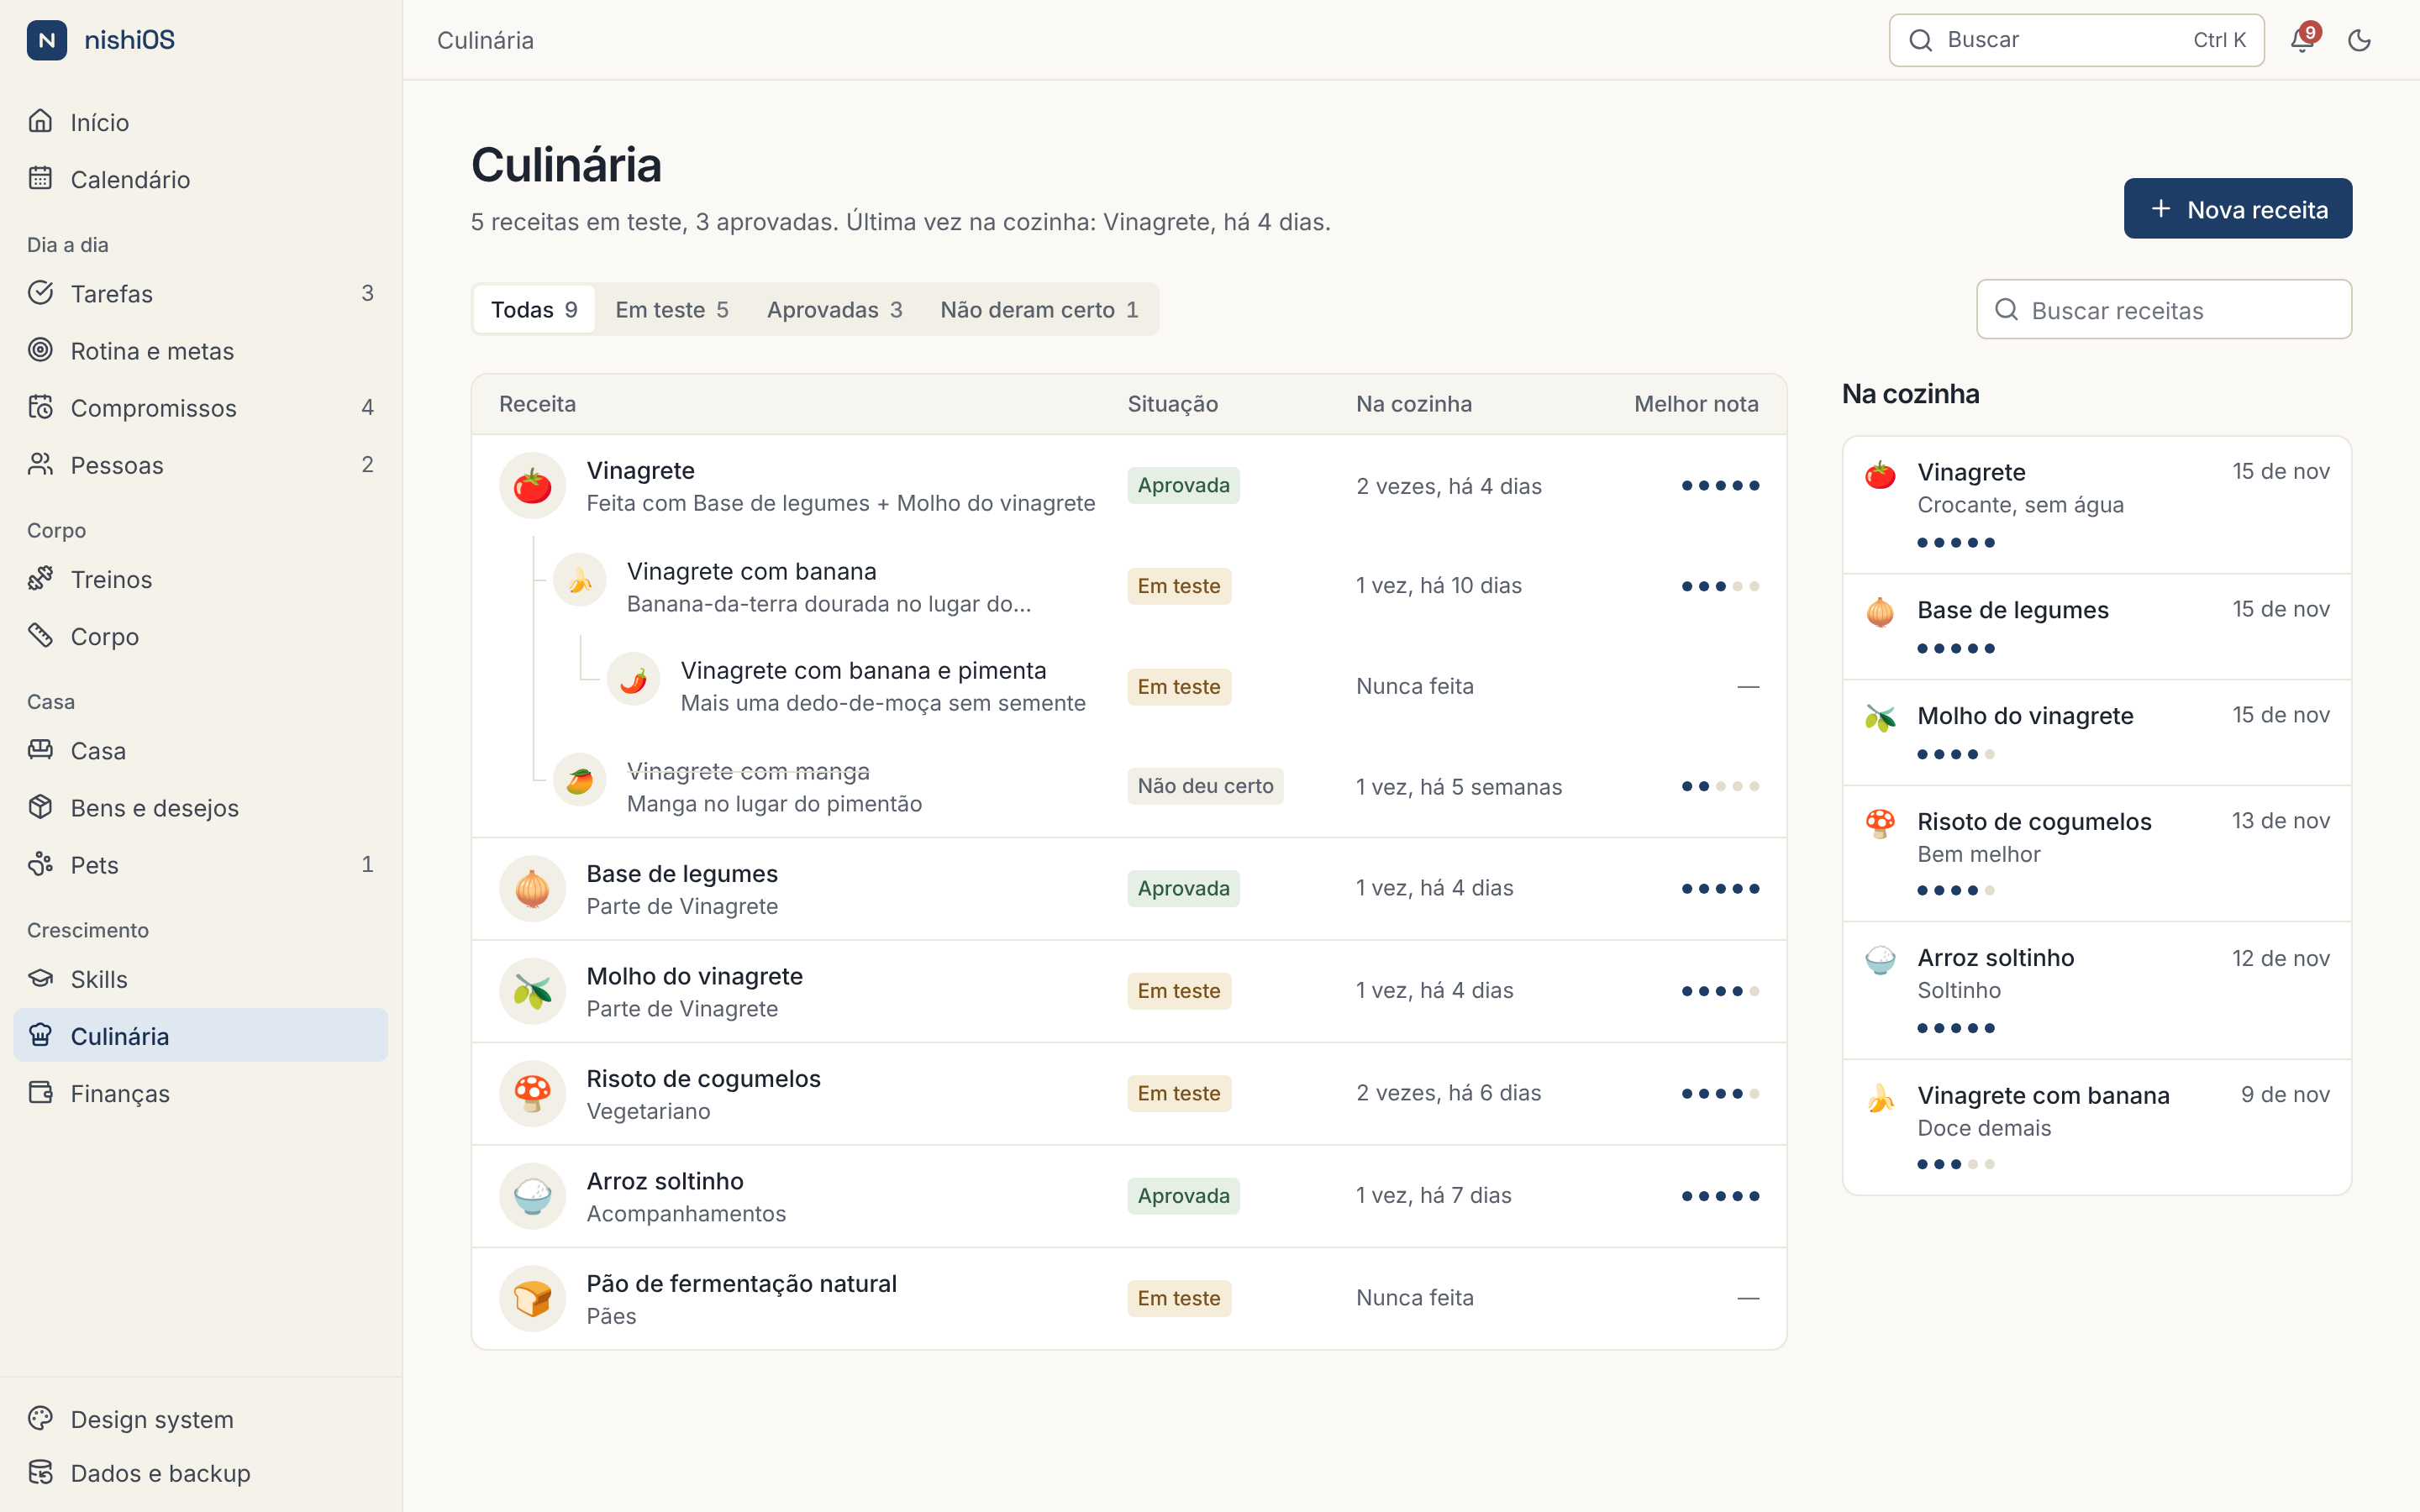 N nishiOS
Início
Calendário
Dia a dia
Tarefas 3
Rotina e metas
Compromissos 4
Pessoas 2
Corpo
Treinos
Corpo
Casa
Casa
Bens e desejos
Pets 1
Crescimento
Skills
Culinária
Finanças
Design system
Dados e backup
Culinária
Buscar Ctrl K
9
Culinária
5 receitas em teste, 3 aprovadas. Última vez na cozinha: Vinagrete, há 4 dias.
+ Nova receita
Todas 9 Em teste 5 Aprovadas 3 Não deram certo 1
Buscar receitas
Receita Situação Na cozinha Melhor nota
Vinagrete
Feita com Base de legumes + Molho do vinagrete
Aprovada
2 vezes, há 4 dias
Vinagrete com banana
Banana-da-terra dourada no lugar do...
Em teste
1 vez, há 10 dias
Vinagrete com banana e pimenta
Mais uma dedo-de-moça sem semente
Em teste
Nunca feita
—
Vinagrete com manga
Manga no lugar do pimentão
Não deu certo
1 vez, há 5 semanas
Base de legumes
Parte de Vinagrete
Aprovada
1 vez, há 4 dias
Molho do vinagrete
Parte de Vinagrete
Em teste
1 vez, há 4 dias
Risoto de cogumelos
Vegetariano
Em teste
2 vezes, há 6 dias
Arroz soltinho
Acompanhamentos
Aprovada
1 vez, há 7 dias
Pão de fermentação natural
Pães
Em teste
Nunca feita
—
Na cozinha
Vinagrete 15 de nov
Crocante, sem água
Base de legumes 15 de nov
Molho do vinagrete 15 de nov
Risoto de cogumelos 13 de nov
Bem melhor
Arroz soltinho 12 de nov
Soltinho
Vinagrete com banana 9 de nov
Doce demais